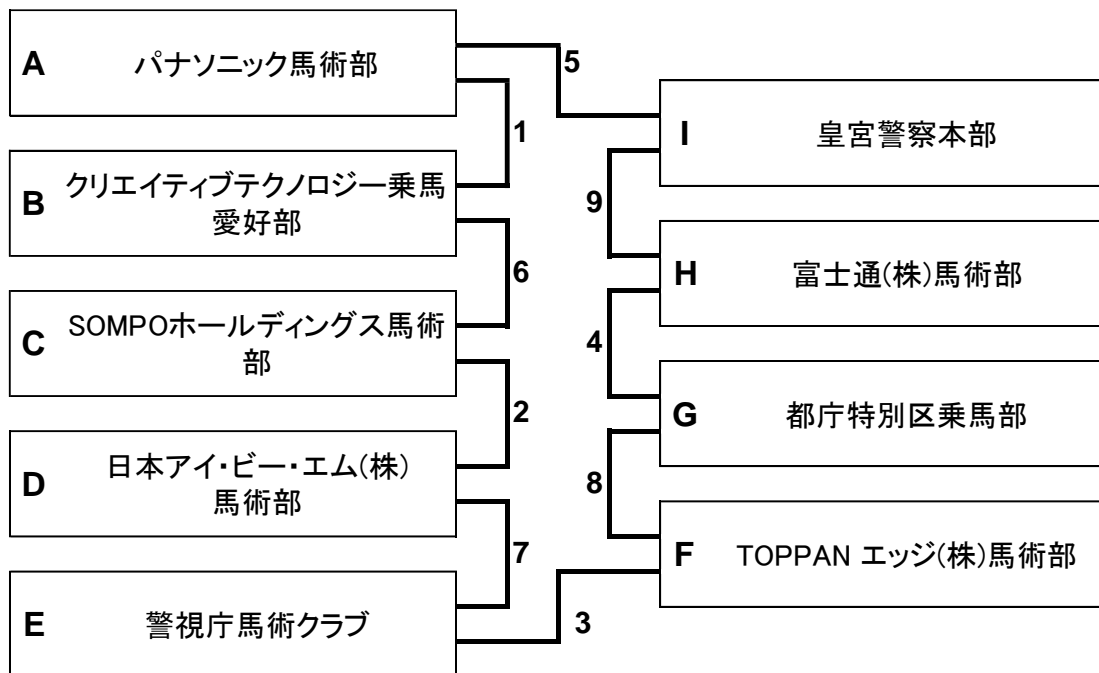 A パナソニック馬術部
5
1
I 皇宮警察本部
B クリエイティブテクノロジー乗馬
愛好部
9
6
H 富士通(株)馬術部
C SOMPOホールディングス馬術
部
4
2
G 都庁特別区乗馬部
D 日本アイ・ビー・エム(株)
馬術部
8
7
F TOPPAN エッジ(株)馬術部
E 警視庁馬術クラブ
3